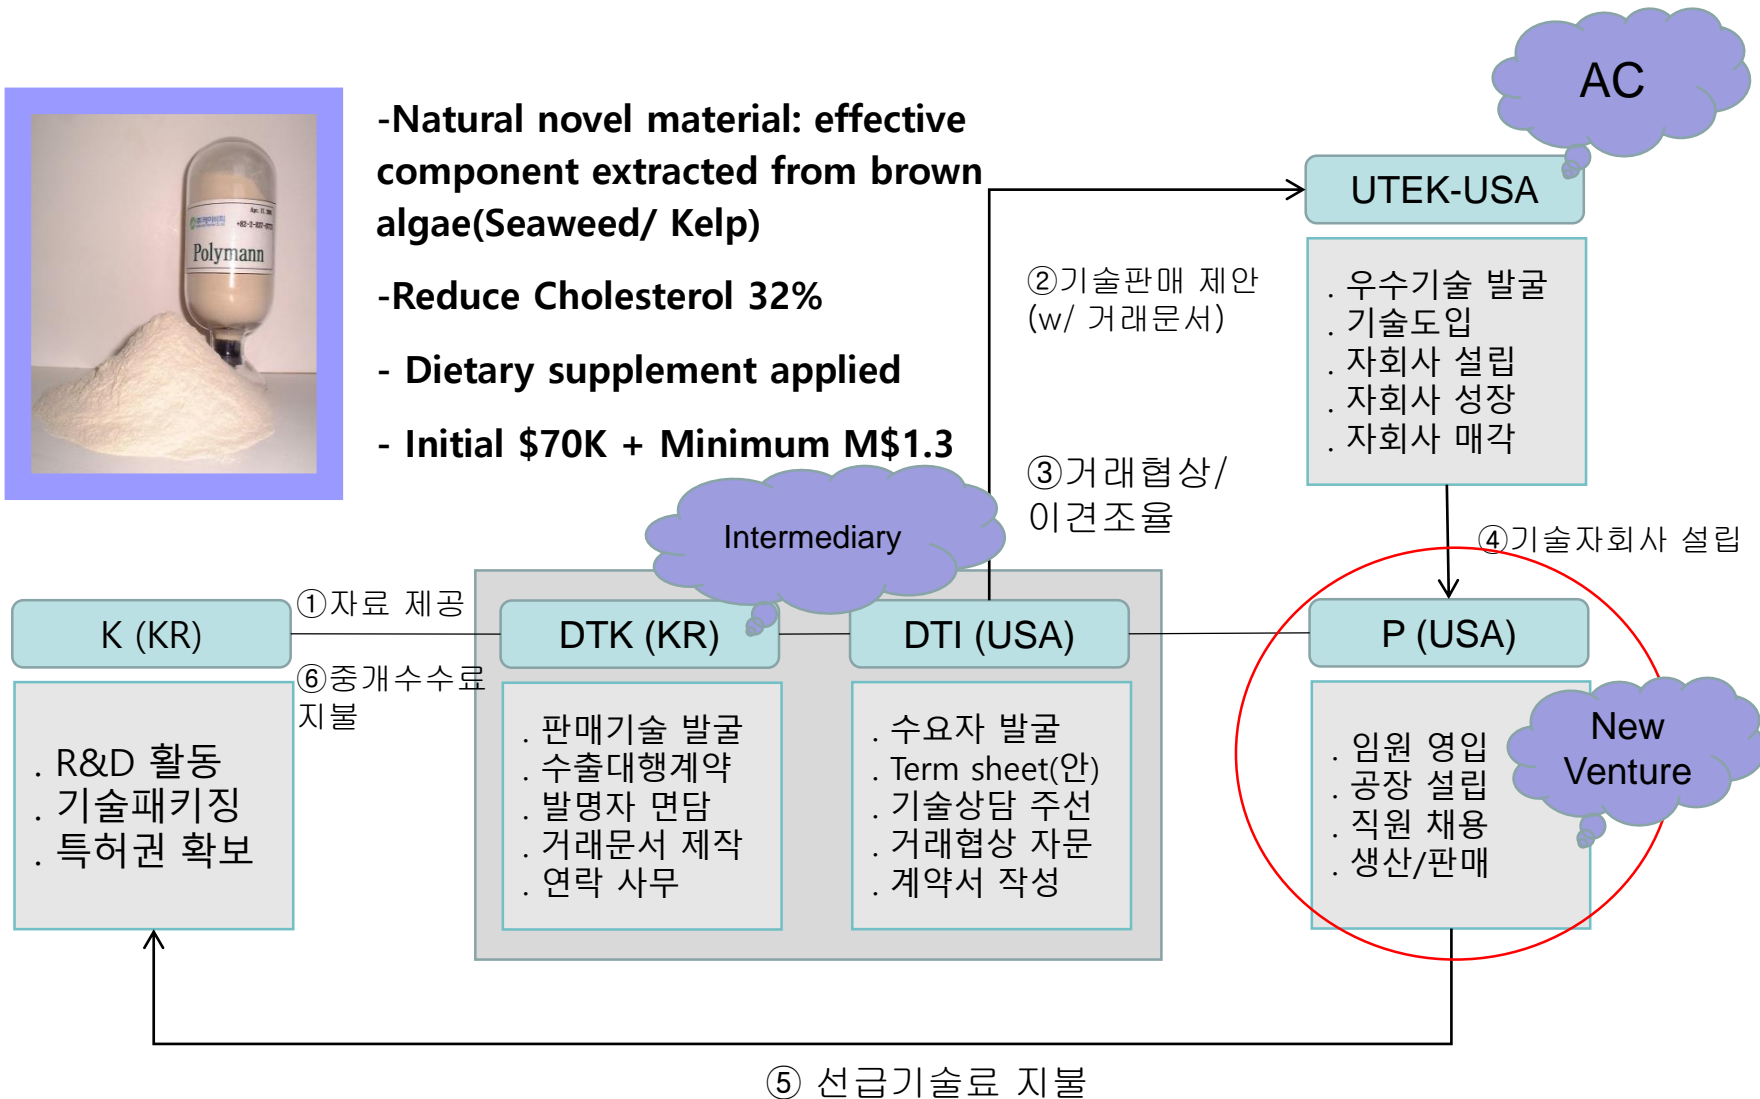 AC
-Natural novel material: effective
component extracted from brown
algae(Seaweed/ Kelp)
-Reduce Cholesterol 32%
- Dietary supplement applied
- Initial $70K + Minimum M$1.3
Polymann
UTEK-USA
. 우수기술 발굴
. 기술도입
. 자회사 설립
. 자회사 성장
. 자회사 매각
②기술판매 제안
(w/ 거래문서)
③거래협상/
이견조율
④기술자회사 설립
Intermediary
①자료 제공
⑥중개수수료
지불
K (KR)
. R&D 활동
. 기술패키징
. 특허권 확보
DTK (KR)
. 판매기술 발굴
. 수출대행계약
. 발명자 면담
. 거래문서 제작
. 연락 사무
DTI (USA)
. 수요자 발굴
. Term sheet(안)
. 기술상담 주선
. 거래협상 자문
. 계약서 작성
P (USA)
. 임원 영입
. 공장 설립
. 직원 채용
. 생산/판매
New
Venture
⑤ 선급기술료 지불